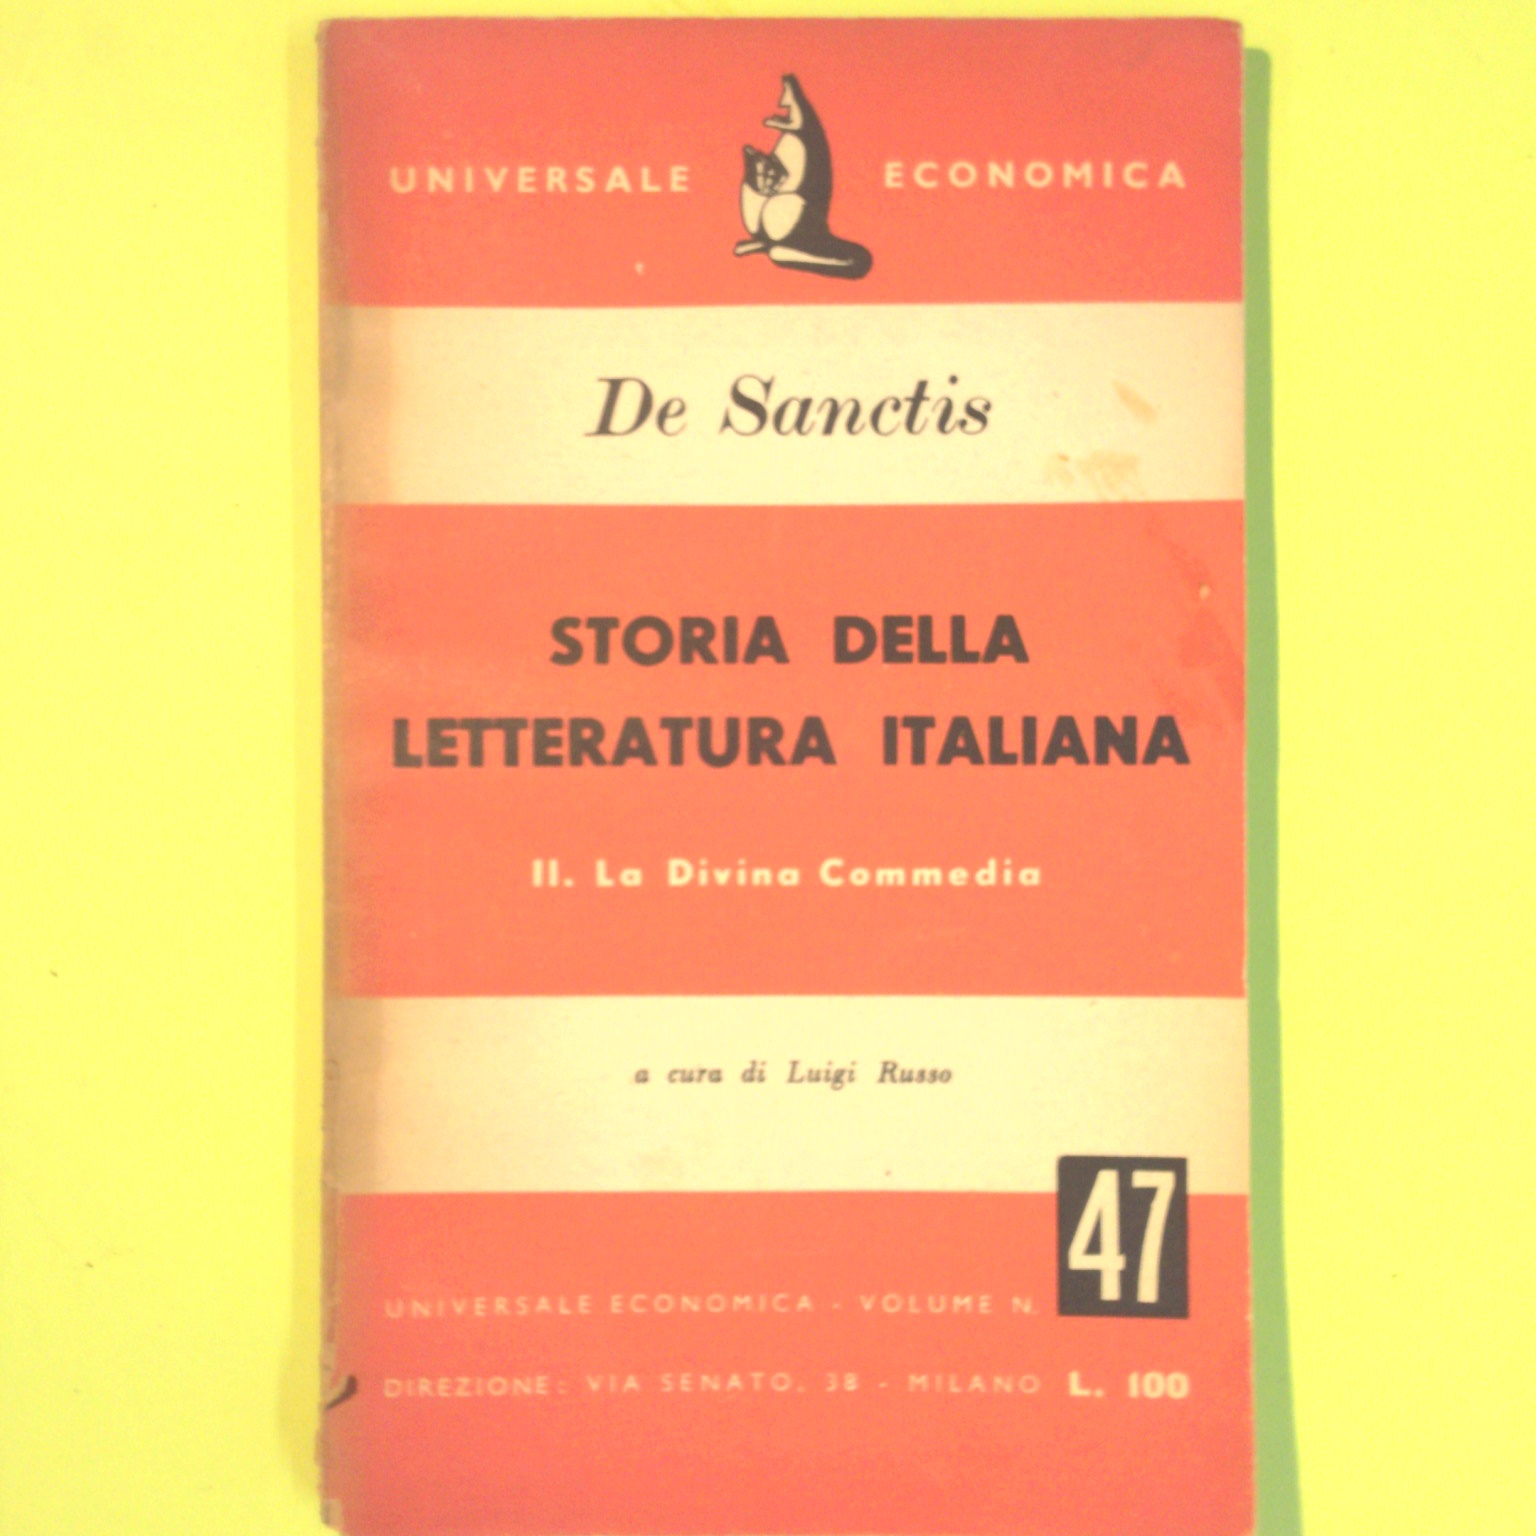 UNIVERSALE ECONOMICA
De Sanctis
STORIA DELLA
LETTERATURA ITALIANA
II. La Divina Commedia
a cura di Luigi Russo
47
UNIVERSALE ECONOMICA - VOLUME N.
DIREZIONE: VIA SENATO, 38 - MILANO L. 100